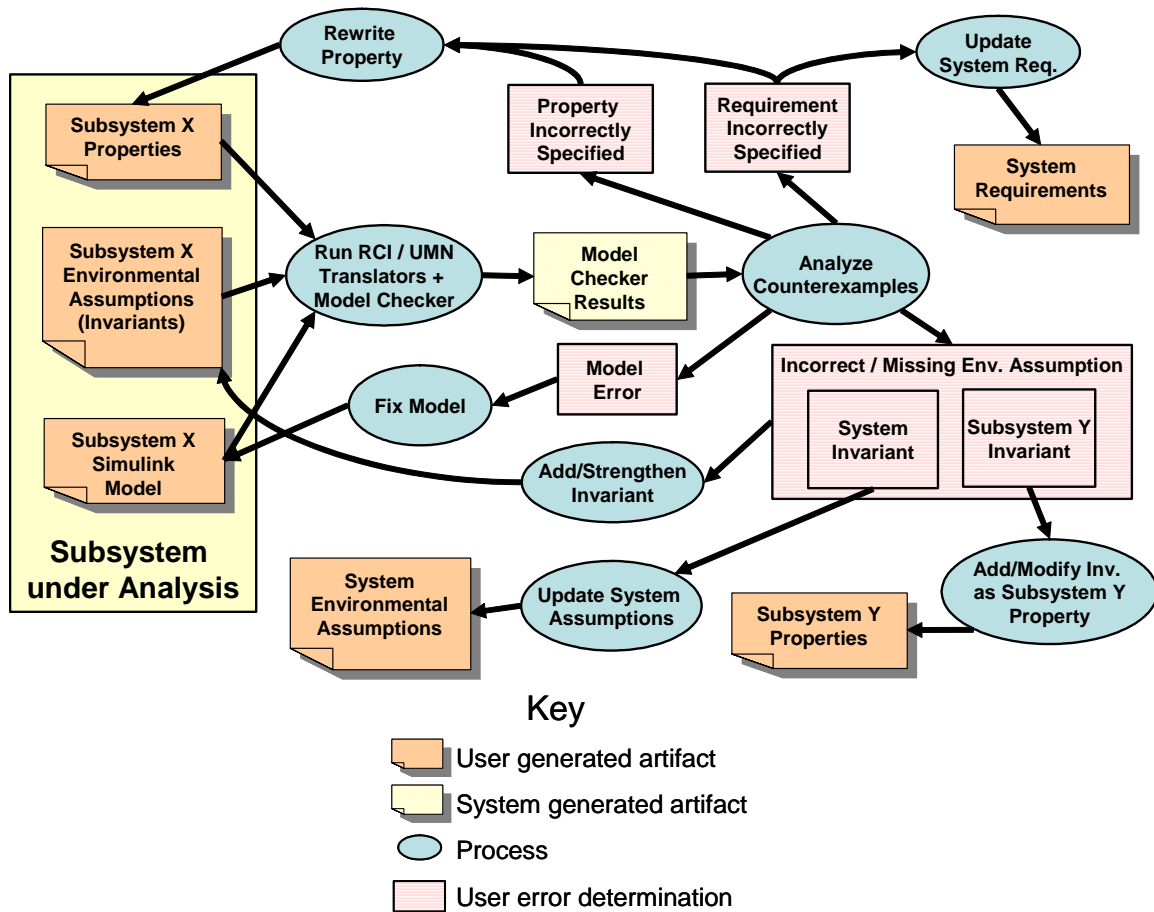 Rewrite
Property
Update
System Req.
Property
Incorrectly
Specified
Requirement
Incorrectly
Specified
Subsystem X
Properties
System
Requirements
Subsystem X
Environmental
Assumptions
(Invariants)
Run RCI / UMN
Translators +
Model Checker
Model
Checker
Results
Analyze
Counterexamples
Incorrect / Missing Env. Assumption
Model
Error
Fix Model
System
Invariant
Subsystem Y
Invariant
Subsystem X
Simulink
Model
Add/Strengthen
Invariant
Subsystem
under Analysis
System
Environmental
Assumptions
Update System
Assumptions
Add/Modify Inv.
as Subsystem Y
Property
Subsystem Y
Properties
Key
User generated artifact
System generated artifact
Process
User error determination